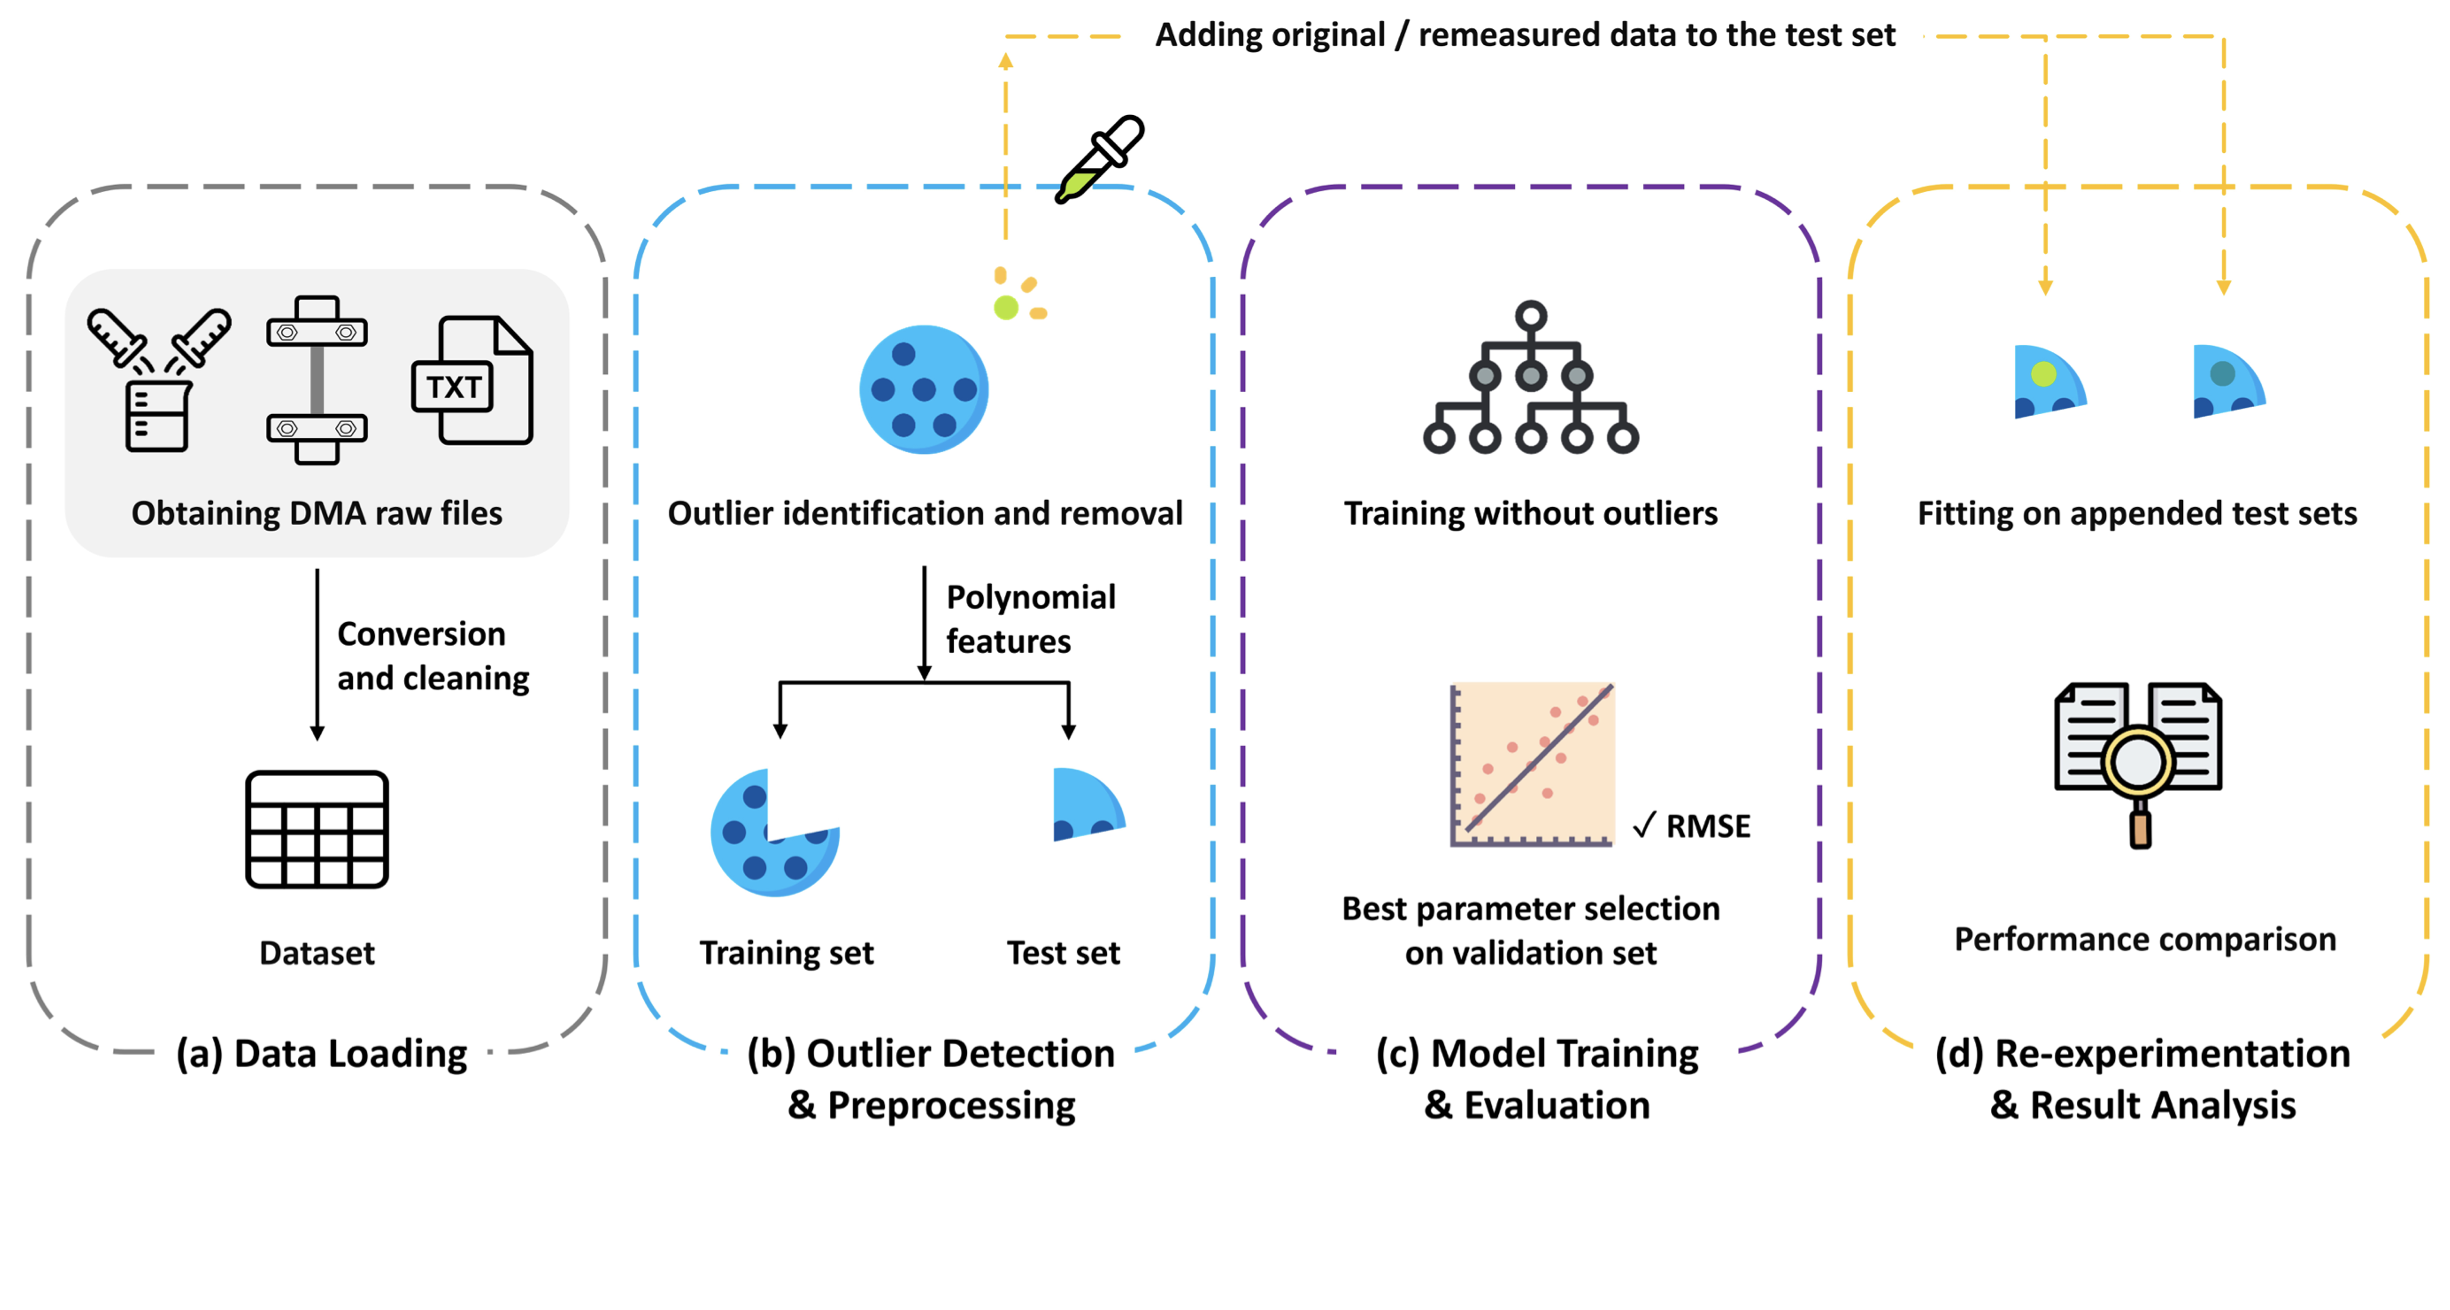 Adding original / remeasured data to the test set
TXT
Obtaining DMA raw files
Conversion
and cleaning
Dataset
(a) Data Loading
Outlier identification and removal
Polynomial
features
Training set
Test set
(b) Outlier Detection
& Preprocessing
Training without outliers
✓ RMSE
Best parameter selection
on validation set
(c) Model Training
& Evaluation
Fitting on appended test sets
Performance comparison
(d) Re-experimentation
& Result Analysis